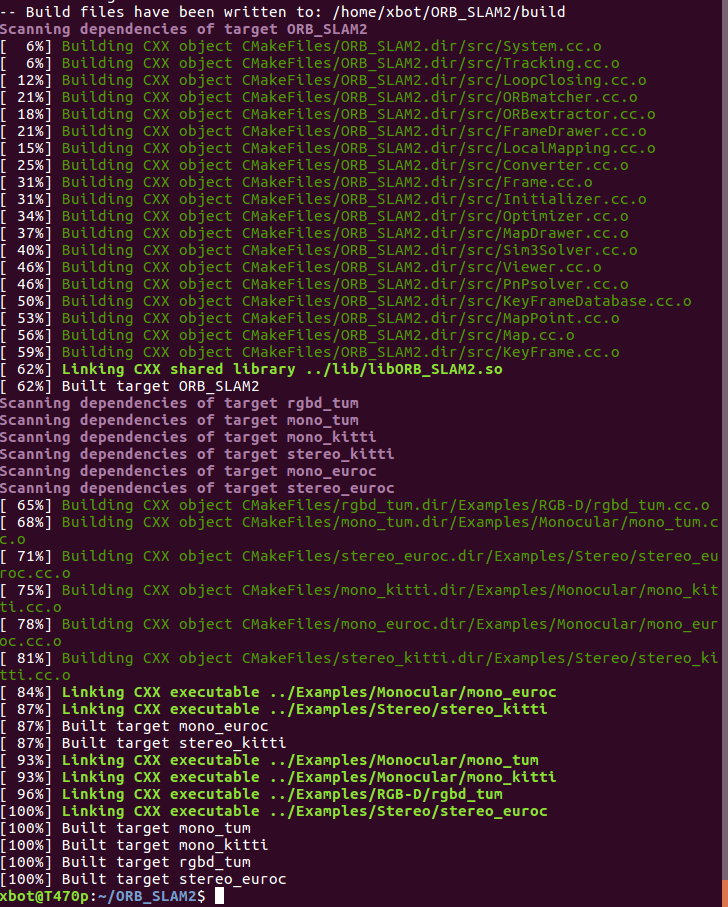 -- Build files have been written to: /home/xbot/ORB_SLAM2/build
Scanning dependencies of target ORB_SLAM2
[  6%] Building CXX object CMakeFiles/ORB_SLAM2.dir/src/System.cc.o
[  6%] Building CXX object CMakeFiles/ORB_SLAM2.dir/src/Tracking.cc.o
[ 12%] Building CXX object CMakeFiles/ORB_SLAM2.dir/src/LoopClosing.cc.o
[ 21%] Building CXX object CMakeFiles/ORB_SLAM2.dir/src/ORBmatcher.cc.o
[ 18%] Building CXX object CMakeFiles/ORB_SLAM2.dir/src/ORBextractor.cc.o
[ 21%] Building CXX object CMakeFiles/ORB_SLAM2.dir/src/FrameDrawer.cc.o
[ 15%] Building CXX object CMakeFiles/ORB_SLAM2.dir/src/LocalMapping.cc.o
[ 25%] Building CXX object CMakeFiles/ORB_SLAM2.dir/src/Converter.cc.o
[ 31%] Building CXX object CMakeFiles/ORB_SLAM2.dir/src/Frame.cc.o
[ 31%] Building CXX object CMakeFiles/ORB_SLAM2.dir/src/Initializer.cc.o
[ 34%] Building CXX object CMakeFiles/ORB_SLAM2.dir/src/Optimizer.cc.o
[ 37%] Building CXX object CMakeFiles/ORB_SLAM2.dir/src/MapDrawer.cc.o
[ 40%] Building CXX object CMakeFiles/ORB_SLAM2.dir/src/Sim3Solver.cc.o
[ 46%] Building CXX object CMakeFiles/ORB_SLAM2.dir/src/Viewer.cc.o
[ 46%] Building CXX object CMakeFiles/ORB_SLAM2.dir/src/PnPsolver.cc.o
[ 50%] Building CXX object CMakeFiles/ORB_SLAM2.dir/src/KeyFrameDatabase.cc.o
[ 53%] Building CXX object CMakeFiles/ORB_SLAM2.dir/src/MapPoint.cc.o
[ 56%] Building CXX object CMakeFiles/ORB_SLAM2.dir/src/Map.cc.o
[ 59%] Building CXX object CMakeFiles/ORB_SLAM2.dir/src/KeyFrame.cc.o
[ 62%] Linking CXX shared library ../lib/libORB_SLAM2.so
[ 62%] Built target ORB_SLAM2
Scanning dependencies of target rgbd_tum
Scanning dependencies of target mono_tum
Scanning dependencies of target mono_kitti
Scanning dependencies of target stereo_kitti
Scanning dependencies of target mono_euroc
Scanning dependencies of target stereo_euroc
[ 65%] Building CXX object CMakeFiles/rgbd_tum.dir/Examples/RGB-D/rgbd_tum.cc.o
[ 68%] Building CXX object CMakeFiles/mono_tum.dir/Examples/Monocular/mono_tum.c
c.o
[ 71%] Building CXX object CMakeFiles/stereo_euroc.dir/Examples/Stereo/stereo_eu
roc.cc.o
[ 75%] Building CXX object CMakeFiles/mono_kitti.dir/Examples/Monocular/mono_kit
ti.cc.o
[ 78%] Building CXX object CMakeFiles/mono_euroc.dir/Examples/Monocular/mono_eur
oc.cc.o
[ 81%] Building CXX object CMakeFiles/stereo_kitti.dir/Examples/Stereo/stereo_ki
tti.cc.o
[ 84%] Linking CXX executable ../Examples/Monocular/mono_euroc
[ 87%] Linking CXX executable ../Examples/Stereo/stereo_kitti
[ 87%] Built target mono_euroc
[ 87%] Built target stereo_kitti
[ 93%] Linking CXX executable ../Examples/Monocular/mono_tum
[ 93%] Linking CXX executable ../Examples/Monocular/mono_kitti
[ 96%] Linking CXX executable ../Examples/RGB-D/rgbd_tum
[100%] Linking CXX executable ../Examples/Stereo/stereo_euroc
[100%] Built target mono_tum
[100%] Built target mono_kitti
[100%] Built target rgbd_tum
[100%] Built target stereo_euroc
xbot@T470p:~/ORB_SLAM2$